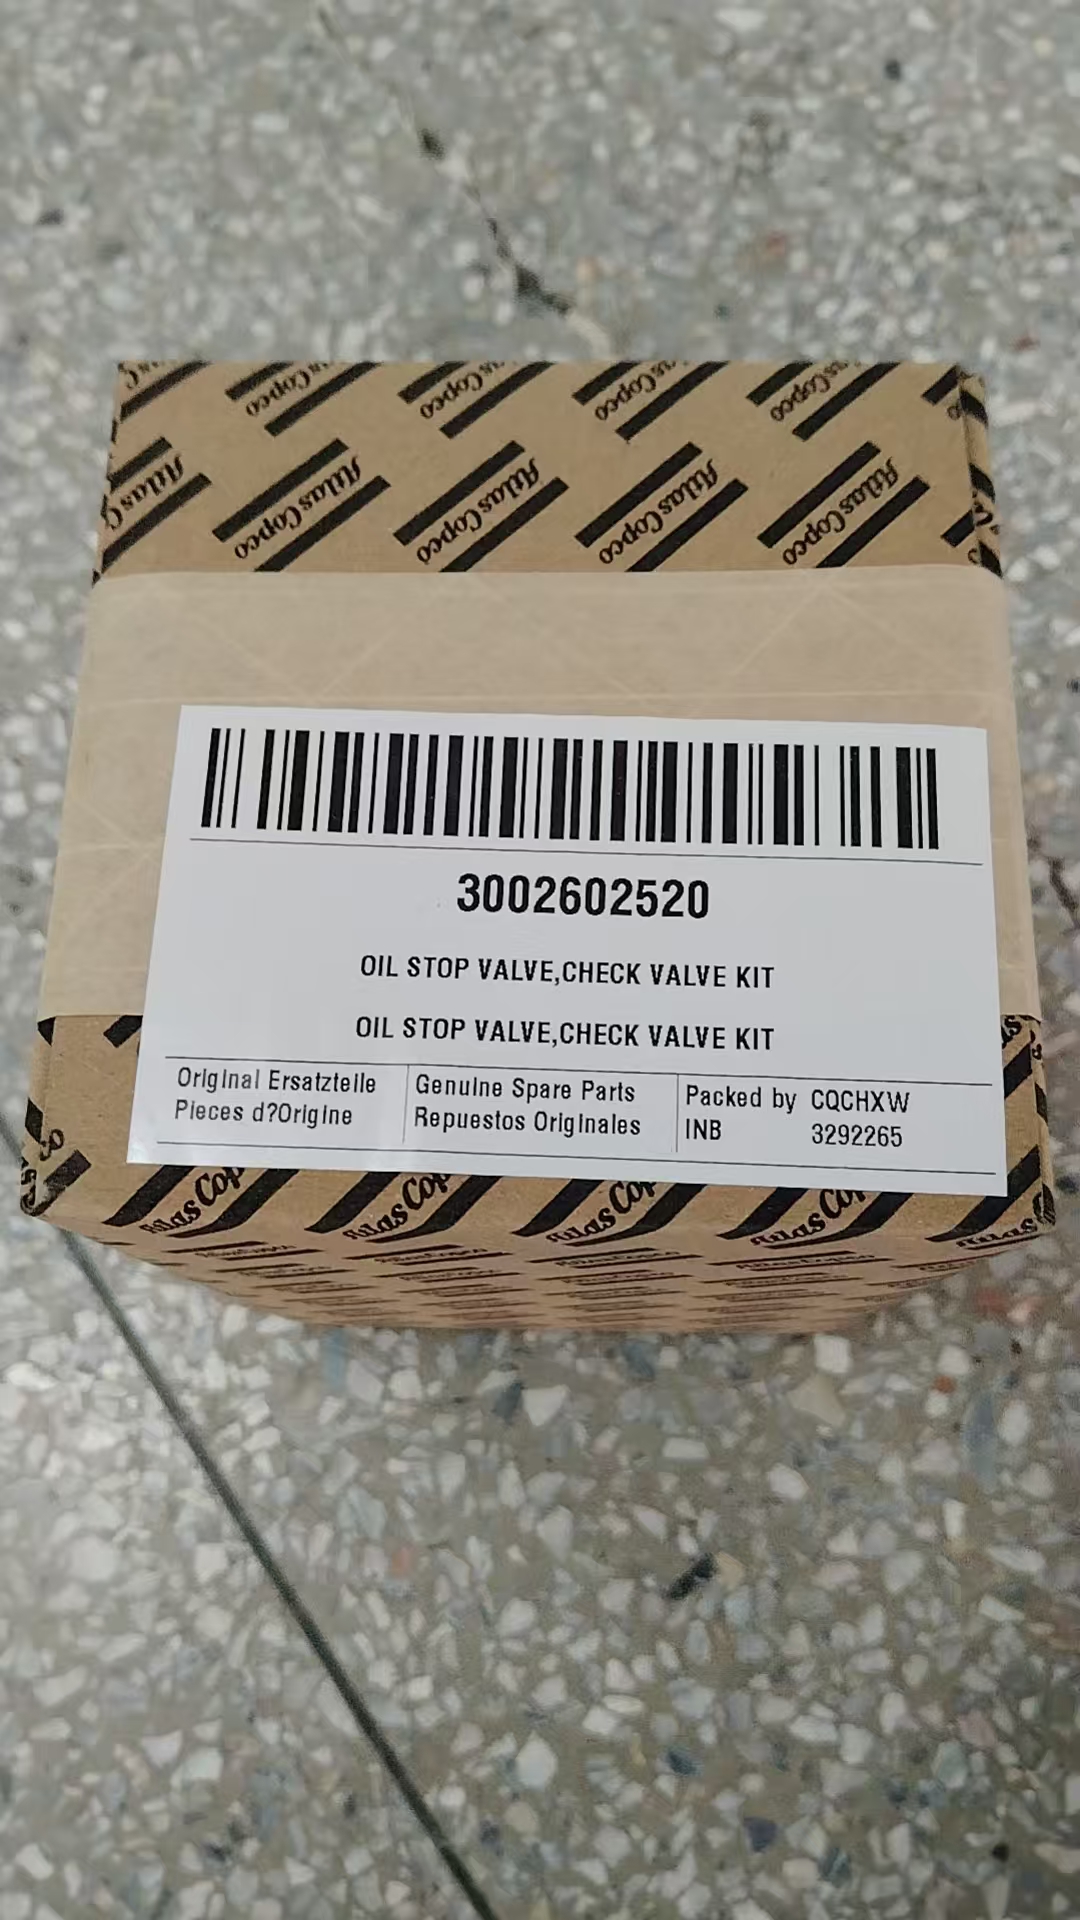 Atlas Copco
3002602520
OIL STOP VALVE,CHECK VALVE KIT
OIL STOP VALVE,CHECK VALVE KIT
Original Ersatzteile
Pieces d?Origine
Genuine Spare Parts
Repuestos Originales
Packed by CQCHXW
INB 3292265